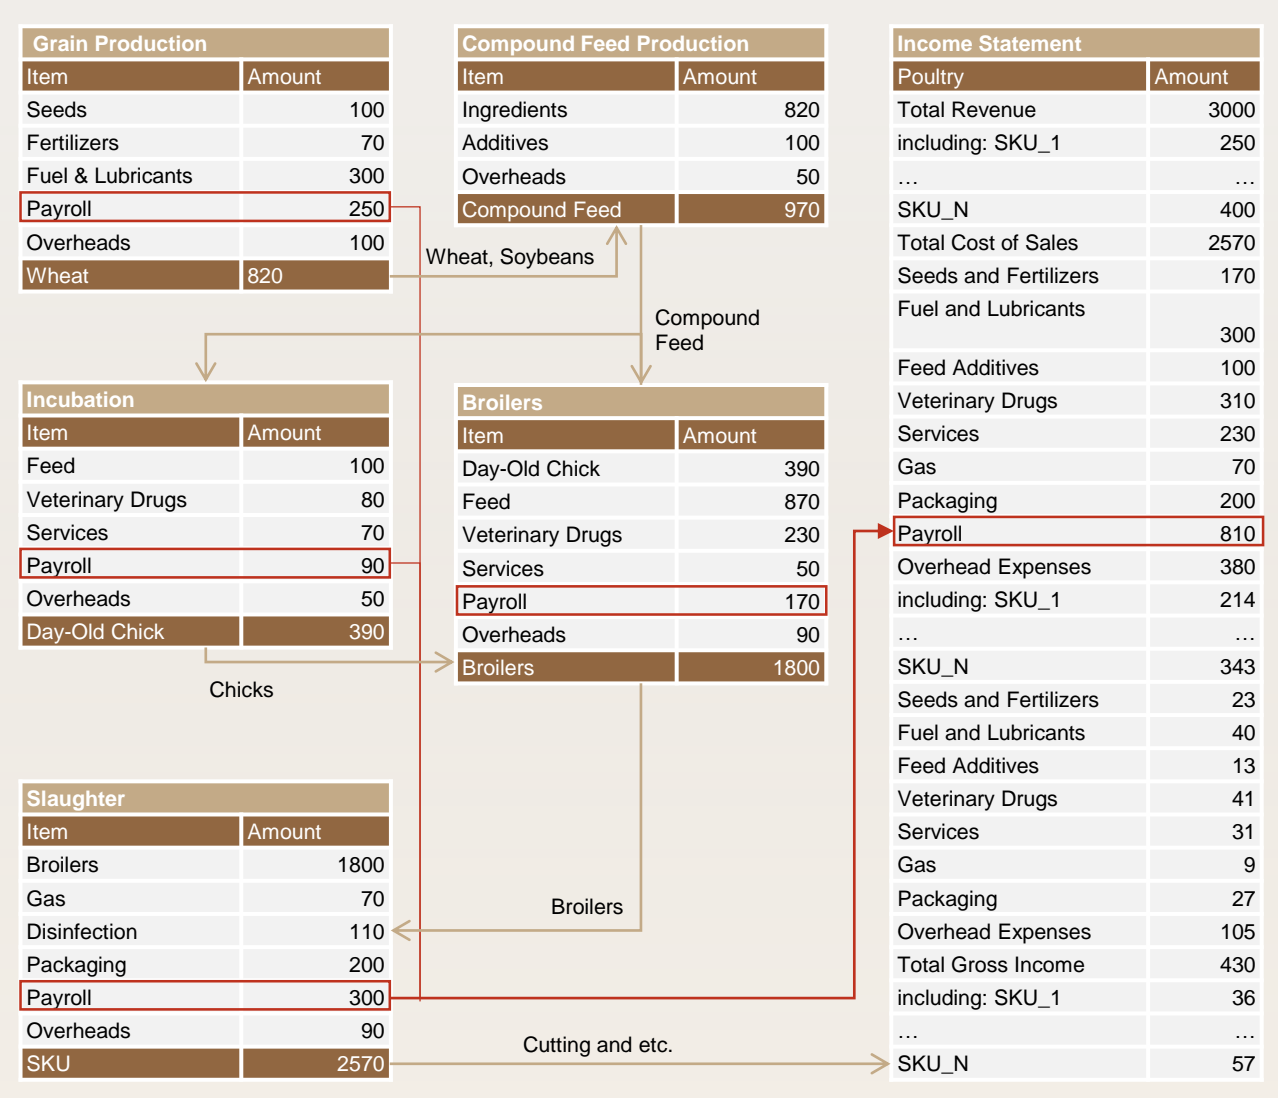 Grain Production
Item Amount
Seeds 100
Fertilizers 70
Fuel & Lubricants 300
Payroll 250
Overheads 100
Wheat 820
Compound Feed Production
Item Amount
Ingredients 820
Additives 100
Overheads 50
Compound Feed 970
Wheat, Soybeans
Compound
Feed
Incubation
Item Amount
Feed 100
Veterinary Drugs 80
Services 70
Payroll 90
Overheads 50
Day-Old Chick 390
Chicks
Broilers
Item Amount
Day-Old Chick 390
Feed 870
Veterinary Drugs 230
Services 50
Payroll 170
Overheads 90
Broilers 1800
Broilers
Slaughter
Item Amount
Broilers 1800
Gas 70
Disinfection 110
Packaging 200
Payroll 300
Overheads 90
SKU 2570
Cutting and etc.
Income Statement
Poultry Amount
Total Revenue 3000
including: SKU_1 250
… …
SKU_N 400
Total Cost of Sales 2570
Seeds and Fertilizers 170
Fuel and Lubricants
300
Feed Additives 100
Veterinary Drugs 310
Services 230
Gas 70
Packaging 200
Payroll 810
Overhead Expenses 380
including: SKU_1 214
… …
SKU_N 343
Seeds and Fertilizers 23
Fuel and Lubricants 40
Feed Additives 13
Veterinary Drugs 41
Services 31
Gas 9
Packaging 27
Overhead Expenses 105
Total Gross Income 430
including: SKU_1 36
… …
SKU_N 57